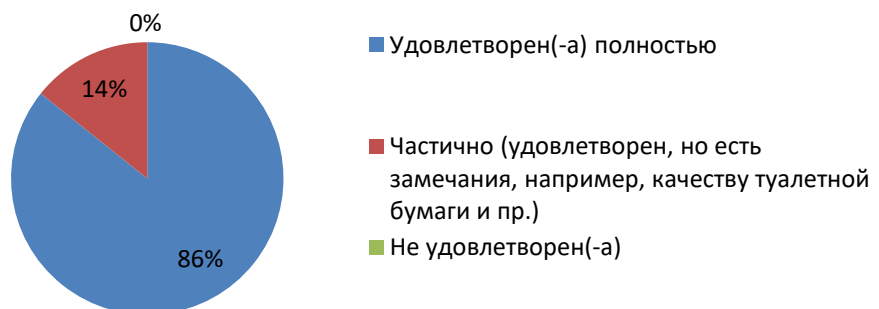 0%
14%
86%
Удовлетворен(-а) полностью
Частично (удовлетворен, но есть
замечания, например, качеству туалетной
бумаги и пр.)
Не удовлетворен(-а)